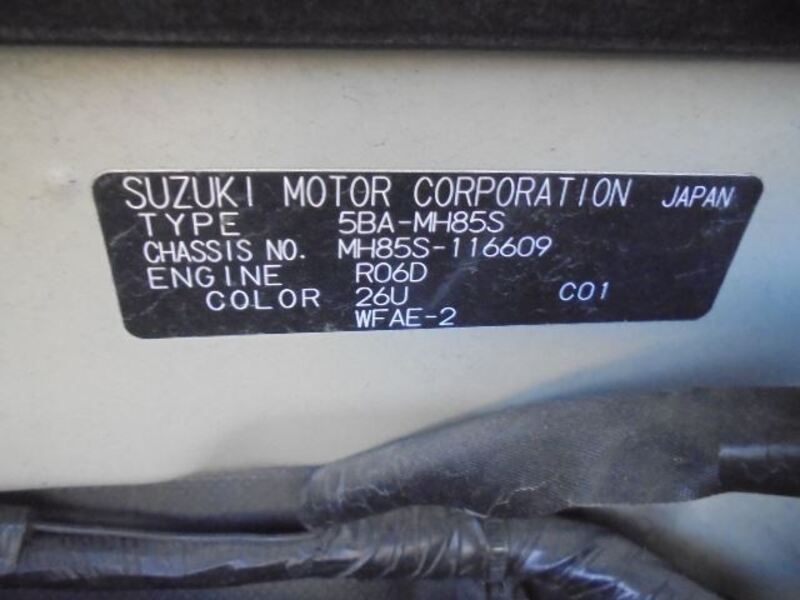 SUZUKI MOTOR CORPORATION JAPAN
TYPE 5BA-MH85S
CHASSIS NO. MH85S-116609
ENGINE R06D
COLOR 26U C01
WFAE-2